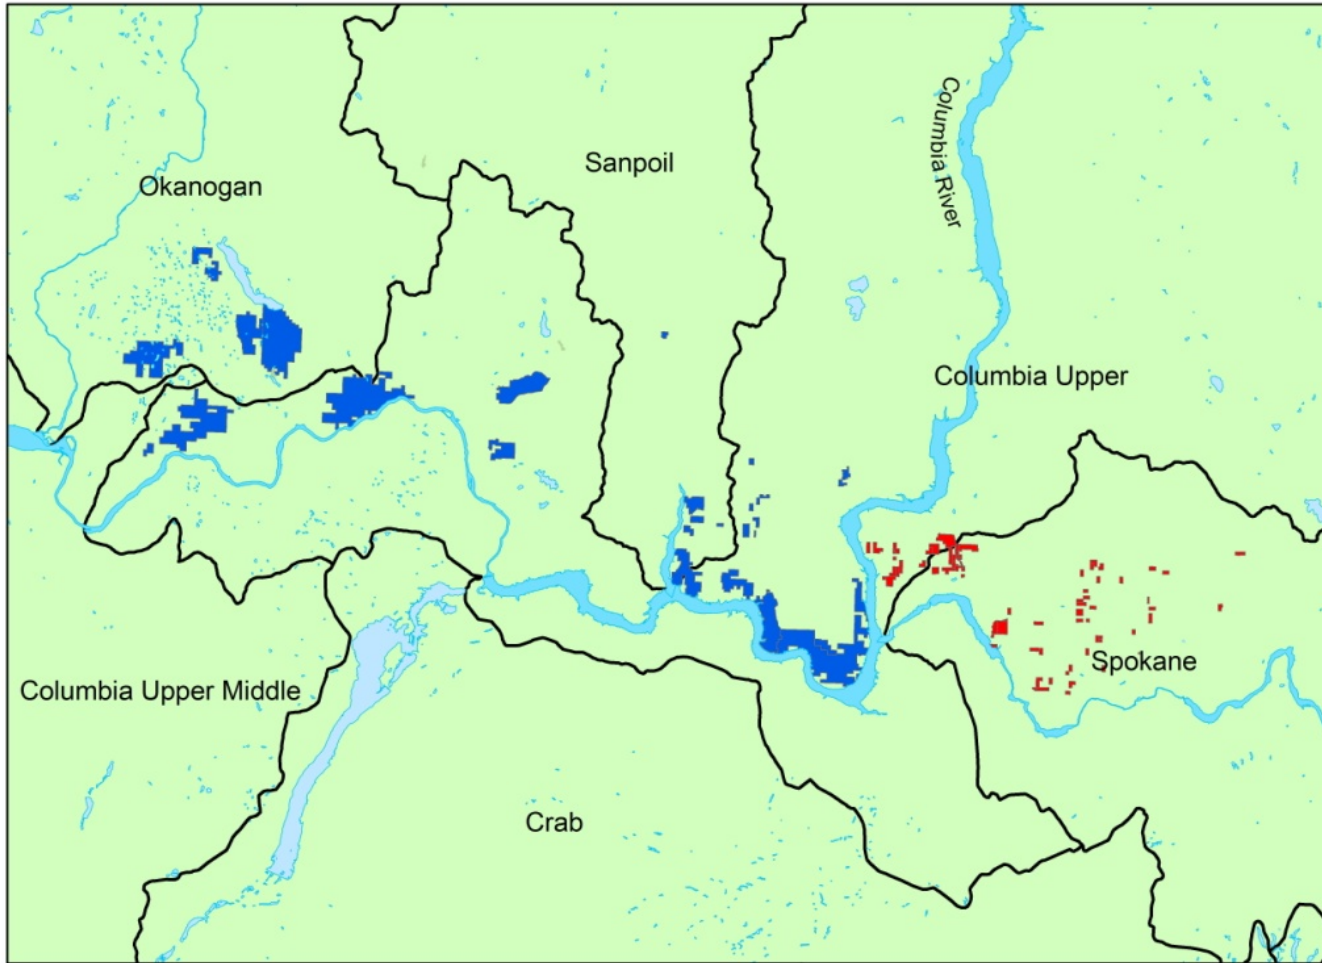 Sanpoil
Okanogan
Columbia River
Columbia Upper
Spokane
Columbia Upper Middle
Crab